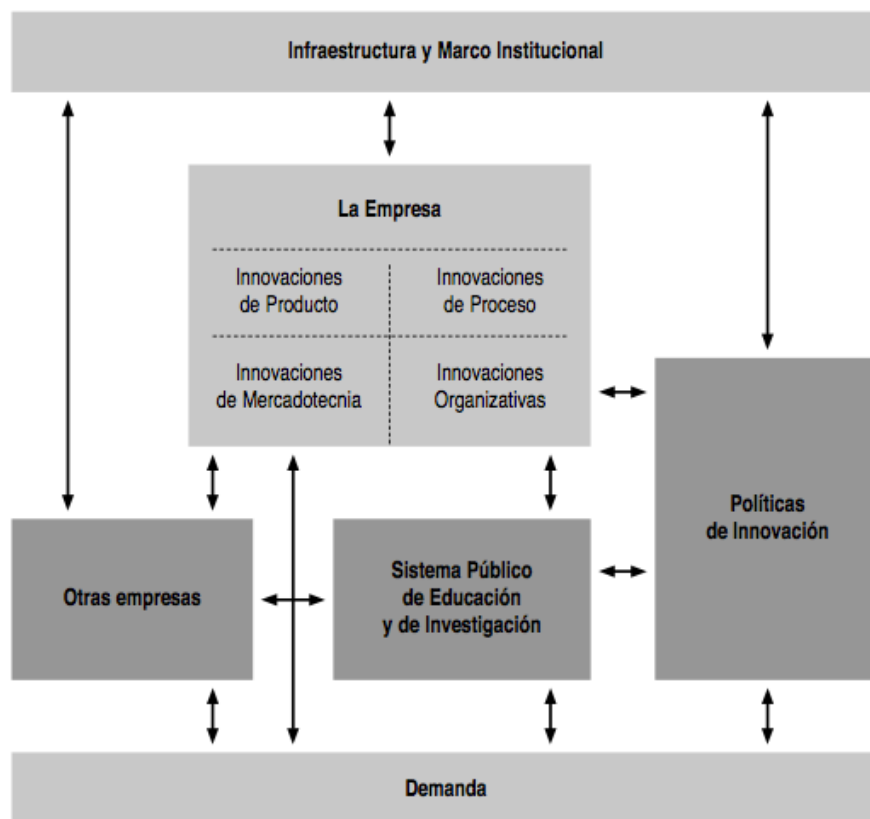 Infraestructura y Marco Institucional
La Empresa
Innovaciones
de Producto
Innovaciones
de Proceso
Innovaciones
de Mercadotecnia
Innovaciones
Organizativas
Políticas
de Innovación
Otras empresas
Sistema Público
de Educación
y de Investigación
Demanda